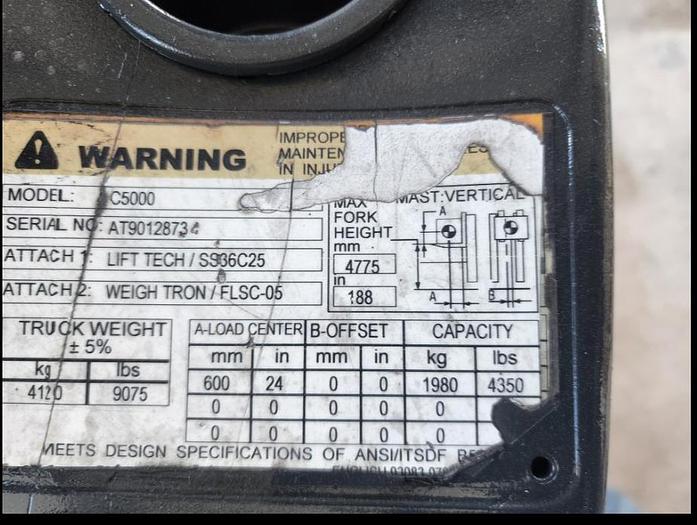 WARNING
IMPROPE
MAINTEN
IN INJU
MODEL: C5000
SERIAL NO: AT9012873
ATTACH 1: LIFT TECH / SS36C25
ATTACH 2: WEIGH TRON / FLSC-05
MAX
FORK
HEIGHT
mm
4775
in
188
MAST:VERTICAL
A
A
B
TRUCK WEIGHT
± 5%
kg lbs
4120 9075
A-LOAD CENTER B-OFFSET CAPACITY
mm in mm in kg lbs
600 24 0 0 1980 4350
0 0 0 0 0
0 0 0 0 0
MEETS DESIGN SPECIFICATIONS OF ANSI/ITSDF
ENGLISH